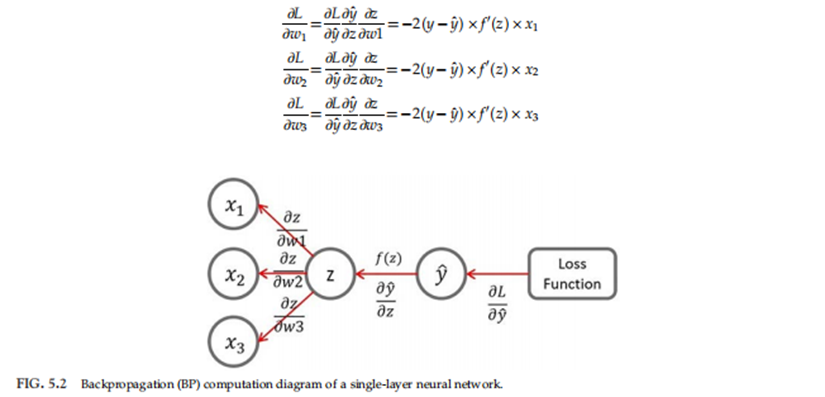 ∂L/∂w₁ = ∂L/∂ŷ ∂ŷ/∂z ∂z/∂w1 = −2(y − ŷ) × f′(z) × x₁
∂L/∂w₂ = ∂L/∂ŷ ∂ŷ/∂z ∂z/∂w₂ = −2(y − ŷ) × f′(z) × x₂
∂L/∂w₃ = ∂L/∂ŷ ∂ŷ/∂z ∂z/∂w₃ = −2(y − ŷ) × f′(z) × x₃
x₁
∂z/∂w1
x₂
∂z/∂w2
z
f(z)
∂ŷ/∂z
ŷ
∂L/∂ŷ
Loss
Function
∂z/∂w3
x₃
FIG. 5.2 Backpropagation (BP) computation diagram of a single-layer neural network.